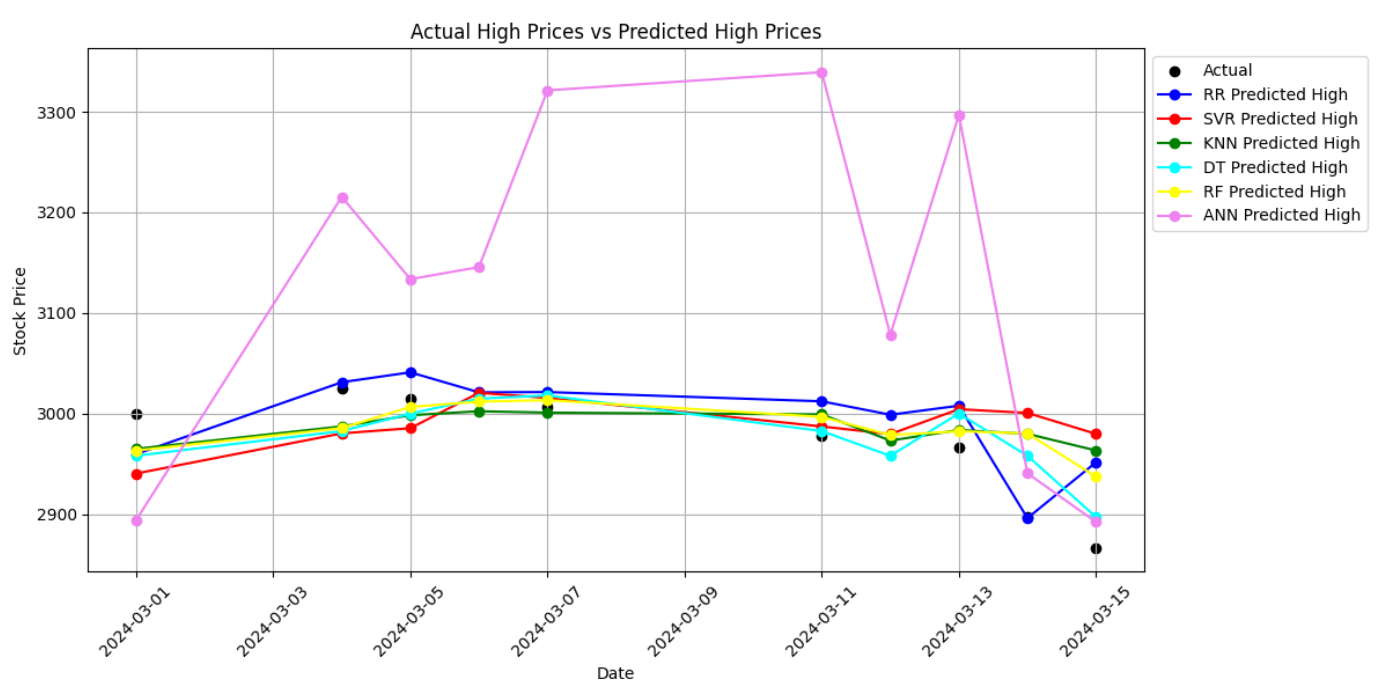 Actual High Prices vs Predicted High Prices
Actual
RR Predicted High
SVR Predicted High
KNN Predicted High
DT Predicted High
RF Predicted High
ANN Predicted High
Stock Price
3300
3200
3100
3000
2900
2024-03-01
2024-03-03
2024-03-05
2024-03-07
2024-03-09
2024-03-11
2024-03-13
2024-03-15
Date